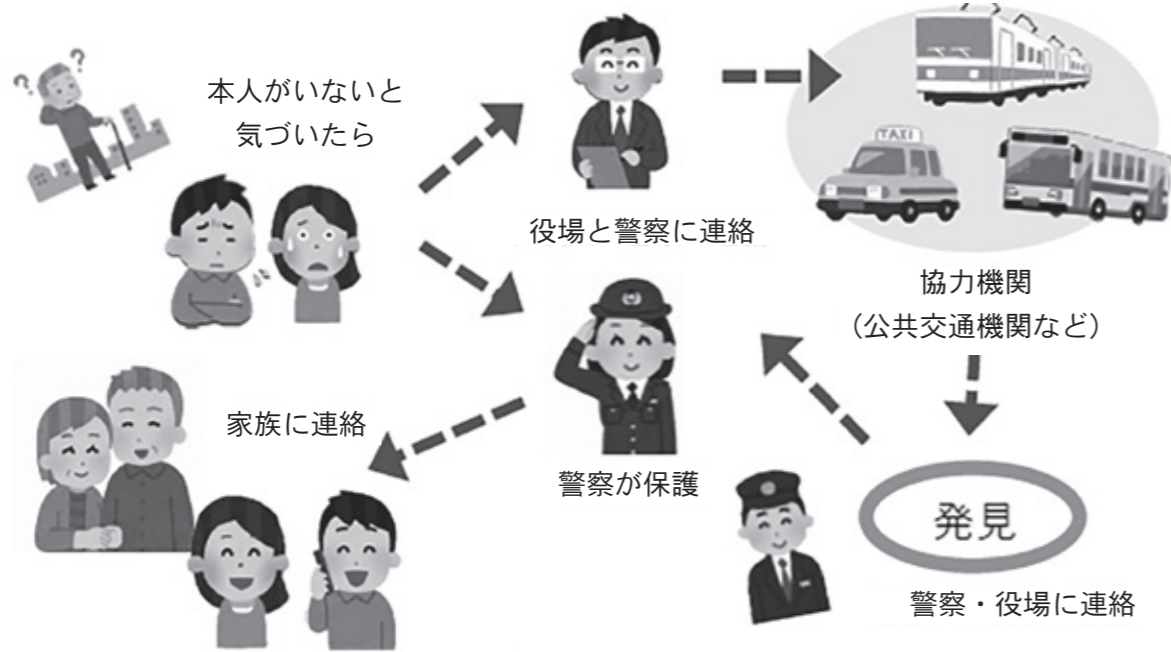 ? ?
本人がいないと
気づいたら
TAXI
役場と警察に連絡
協力機関
（公共交通機関など）
家族に連絡
警察が保護
発見
警察・役場に連絡